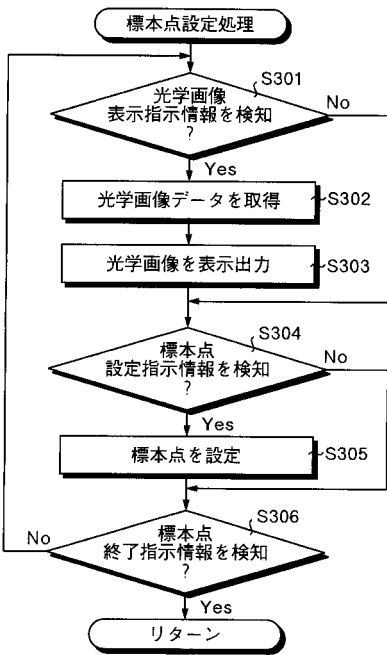 標本点設定処理
光学画像
表示指示情報を検知
?
S301
No
Yes
光学画像データを取得
S302
光学画像を表示出力
S303
標本点
設定指示情報を検知
?
S304
No
Yes
標本点を設定
S305
標本点
終了指示情報を検知
?
S306
No
Yes
リターン